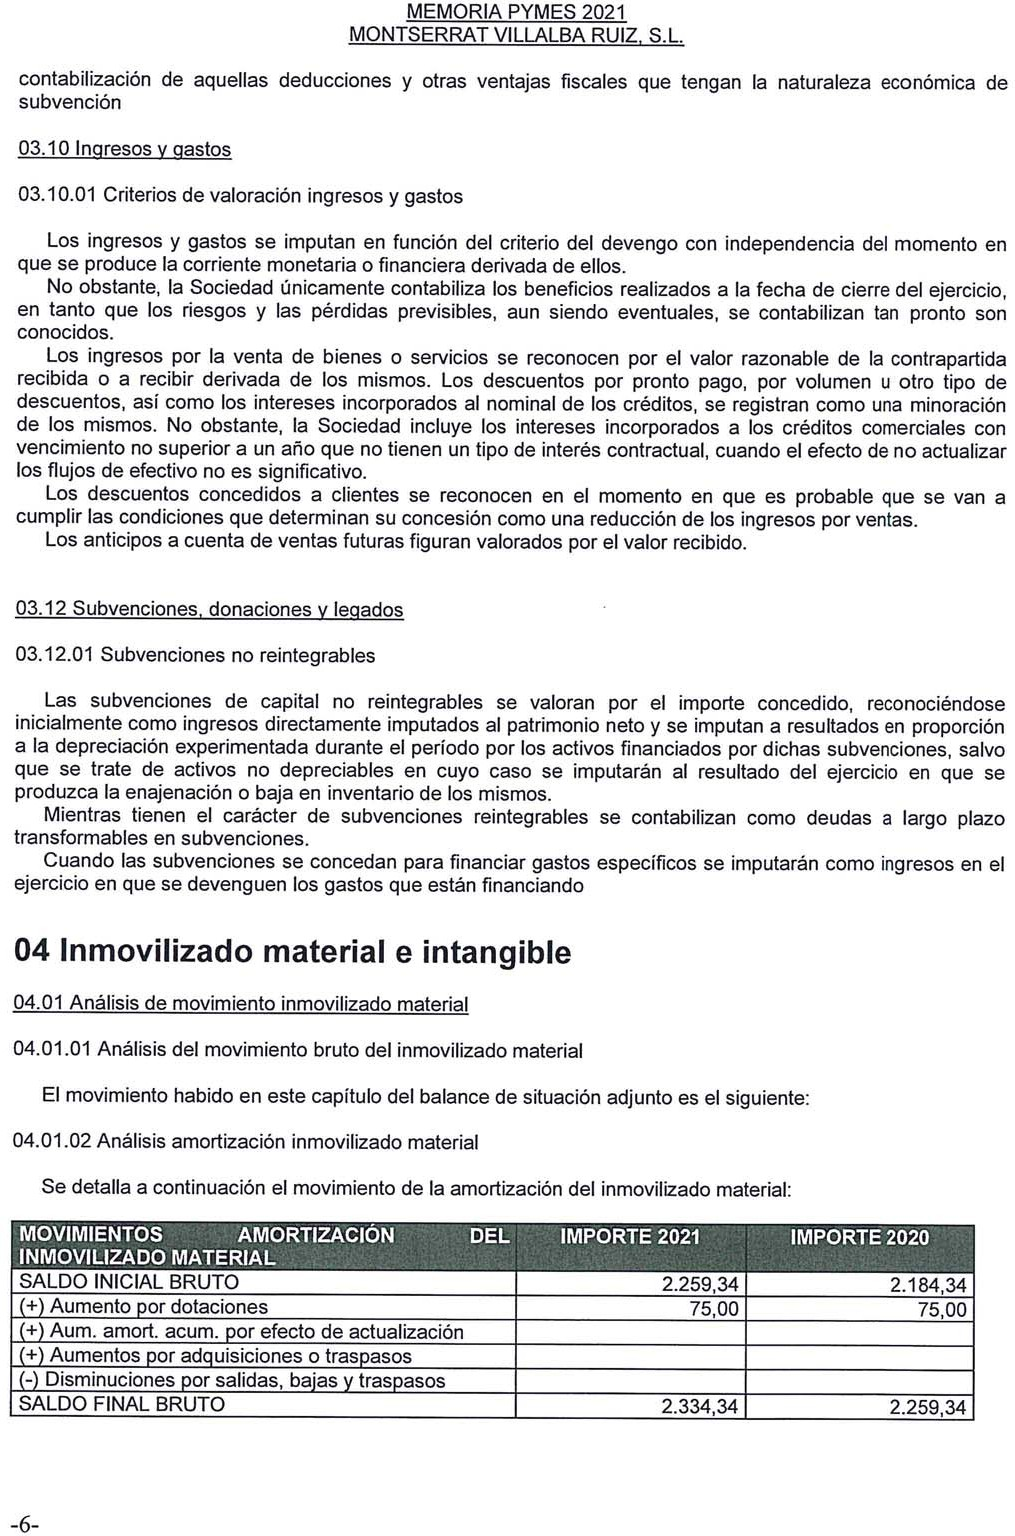 MEMORIA PYMES 2021
MONTSERRAT VILLALBA RUIZ, S.L.
contabilización de aquellas deducciones y otras ventajas fiscales que tengan la naturaleza económica de
subvención
03.10 Ingresos y gastos
03.10.01 Criterios de valoración ingresos y gastos
Los ingresos y gastos se imputan en función del criterio del devengo con independencia del momento en
que se produce la corriente monetaria o financiera derivada de ellos.
No obstante, la Sociedad únicamente contabiliza los beneficios realizados a la fecha de cierre del ejercicio,
en tanto que los riesgos y las pérdidas previsibles, aun siendo eventuales, se contabilizan tan pronto son
conocidos.
Los ingresos por la venta de bienes o servicios se reconocen por el valor razonable de la contrapartida
recibida o a recibir derivada de los mismos. Los descuentos por pronto pago, por volumen u otro tipo de
descuentos, así como los intereses incorporados al nominal de los créditos, se registran como una minoración
de los mismos. No obstante, la Sociedad incluye los intereses incorporados a los créditos comerciales con
vencimiento no superior a un año que no tienen un tipo de interés contractual, cuando el efecto de no actualizar
los flujos de efectivo no es significativo.
Los descuentos concedidos a clientes se reconocen en el momento en que es probable que se van a
cumplir las condiciones que determinan su concesión como una reducción de los ingresos por ventas.
Los anticipos a cuenta de ventas futuras figuran valorados por el valor recibido.
03.12 Subvenciones, donaciones y legados
03.12.01 Subvenciones no reintegrables
Las subvenciones de capital no reintegrables se valoran por el importe concedido, reconociéndose
inicialmente como ingresos directamente imputados al patrimonio neto y se imputan a resultados en proporción
a la depreciación experimentada durante el período por los activos financiados por dichas subvenciones, salvo
que se trate de activos no depreciables en cuyo caso se imputarán al resultado del ejercicio en que se
produzca la enajenación o baja en inventario de los mismos.
Mientras tienen el carácter de subvenciones reintegrables se contabilizan como deudas a largo plazo
transformables en subvenciones.
Cuando las subvenciones se concedan para financiar gastos específicos se imputarán como ingresos en el
ejercicio en que se devenguen los gastos que están financiando
04 Inmovilizado material e intangible
04.01 Análisis de movimiento inmovilizado material
04.01.01 Análisis del movimiento bruto del inmovilizado material
El movimiento habido en este capítulo del balance de situación adjunto es el siguiente:
04.01.02 Análisis amortización inmovilizado material
Se detalla a continuación el movimiento de la amortización del inmovilizado material:
MOVIMIENTOS AMORTIZACIÓN DEL IMPORTE 2021 IMPORTE 2020
INMOVILIZADO MATERIAL
SALDO INICIAL BRUTO 2.259,34 2.184,34
(+) Aumento por dotaciones 75,00 75,00
(+) Aum. amort. acum. por efecto de actualización
(+) Aumentos por adquisiciones o traspasos
(-) Disminuciones por salidas, bajas y traspasos
SALDO FINAL BRUTO 2.334,34 2.259,34
-6-